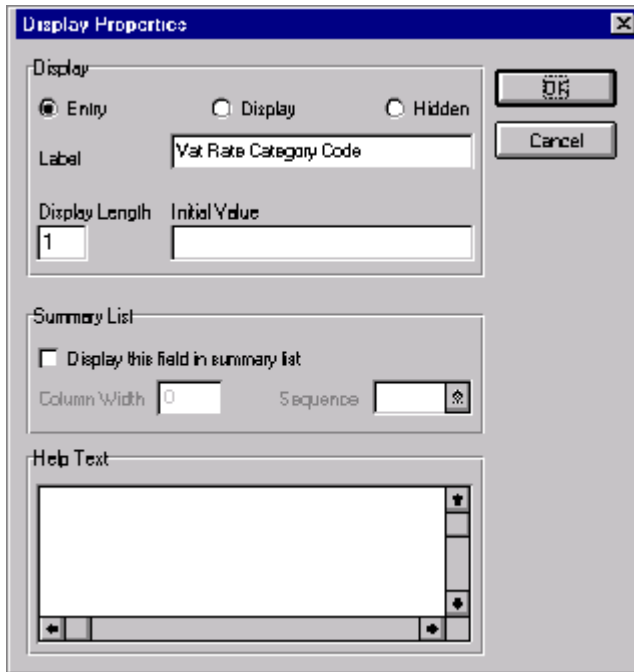 Display Properties
Display
Entry
Display
Hidden
OK
Cancel
Label
Vat Rate Category Code
Display Length
Initial Value
1
Summary List
Display this field in summary list
Column Width
0
Sequence
Help Text